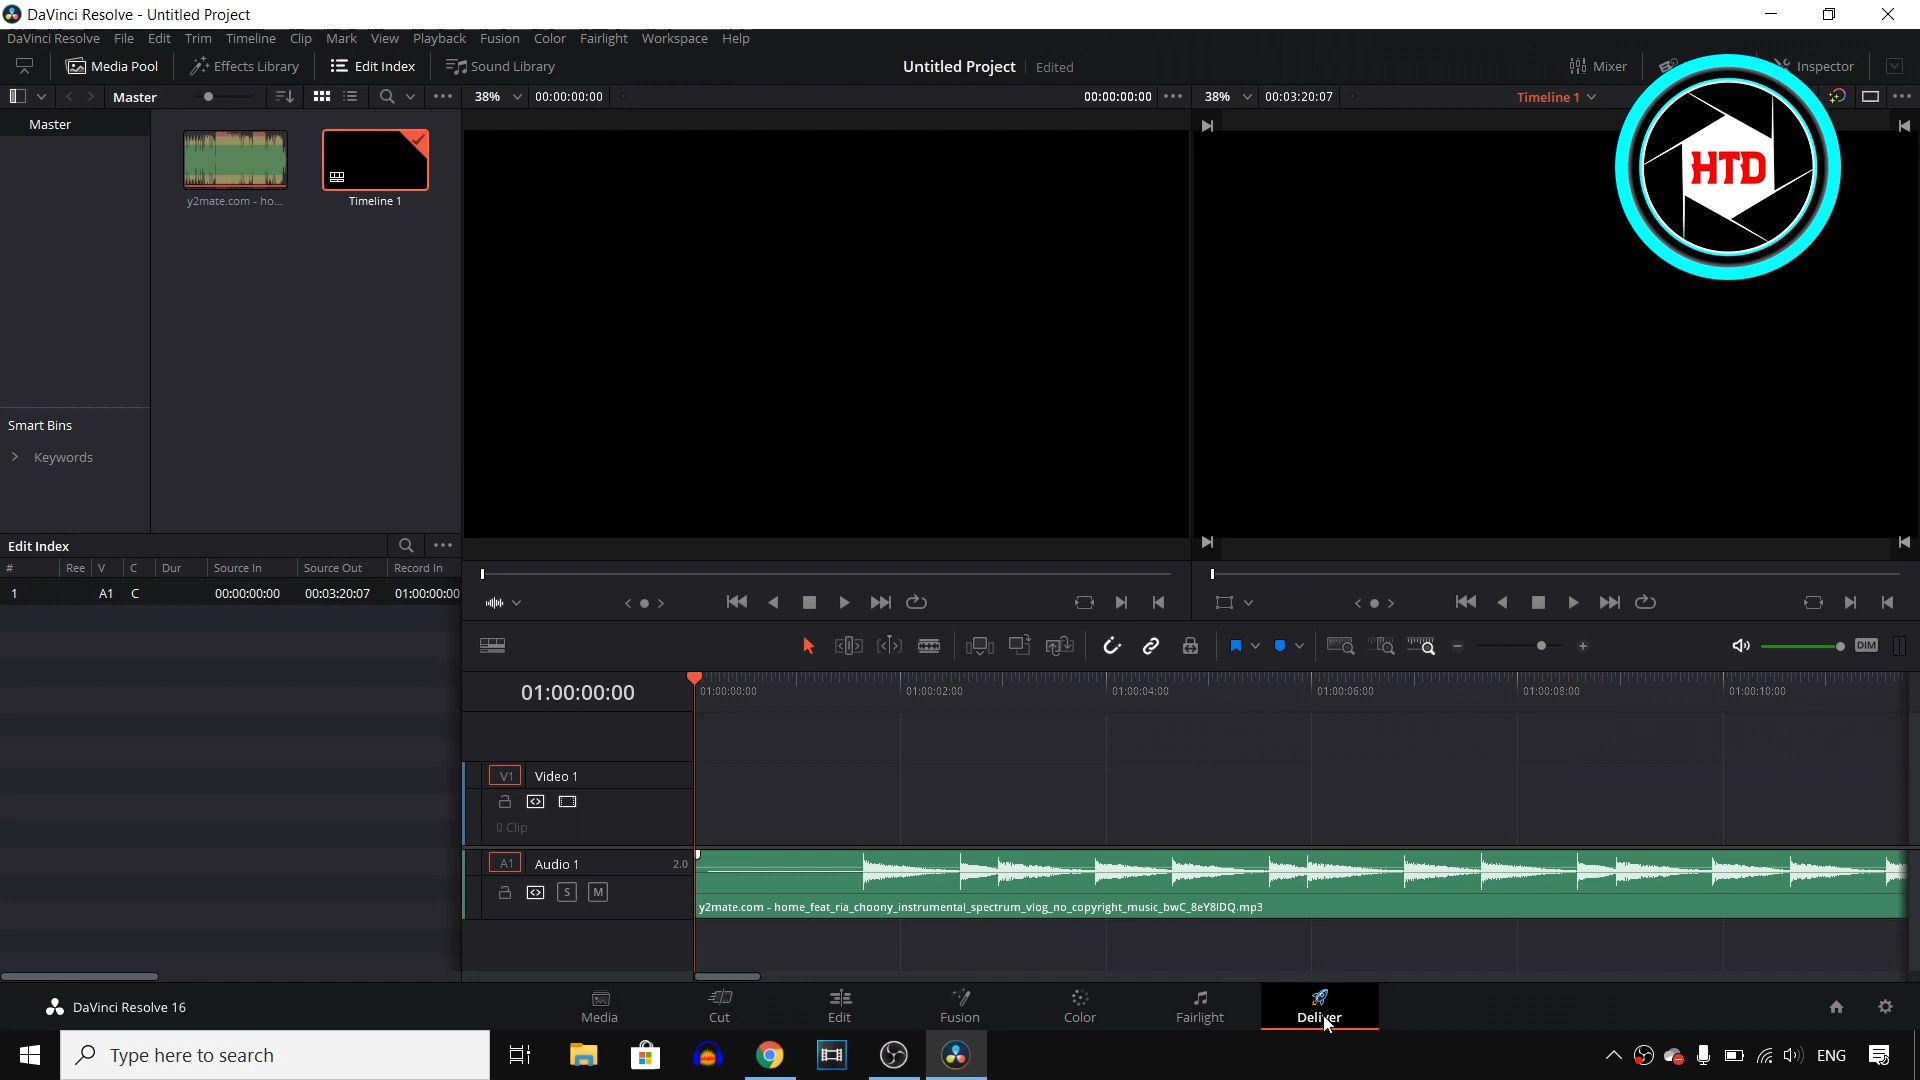 DaVinci Resolve - Untitled Project
DaVinci Resolve File Edit Trim Timeline Clip Mark View Playback Fusion Color Fairlight Workspace Help
Media Pool Effects Library Edit Index Sound Library Untitled Project Edited Mixer Inspector
Master 38% 00:00:00:00 00:00:00:00 38% 00:03:20:07 Timeline 1
Master
HTD
y2mate.com - ho... Timeline 1
Smart Bins
Keywords
Edit Index
# Ree V C Dur Source In Source Out Record In
1 A1 C 00:00:00:00 00:03:20:07 01:00:00:00
DIM
01:00:00:00 01:00:00:00 01:00:02:00 01:00:04:00 01:00:06:00 01:00:08:00 01:00:10:00
V1 Video 1
0 Clip
A1 Audio 1 2.0
S M
y2mate.com - home_feat_ria_choony_instrumental_spectrum_vlog_no_copyright_music_bwC_8eY8IDQ.mp3
DaVinci Resolve 16 Media Cut Edit Fusion Color Fairlight Deliver
Type here to search ENG